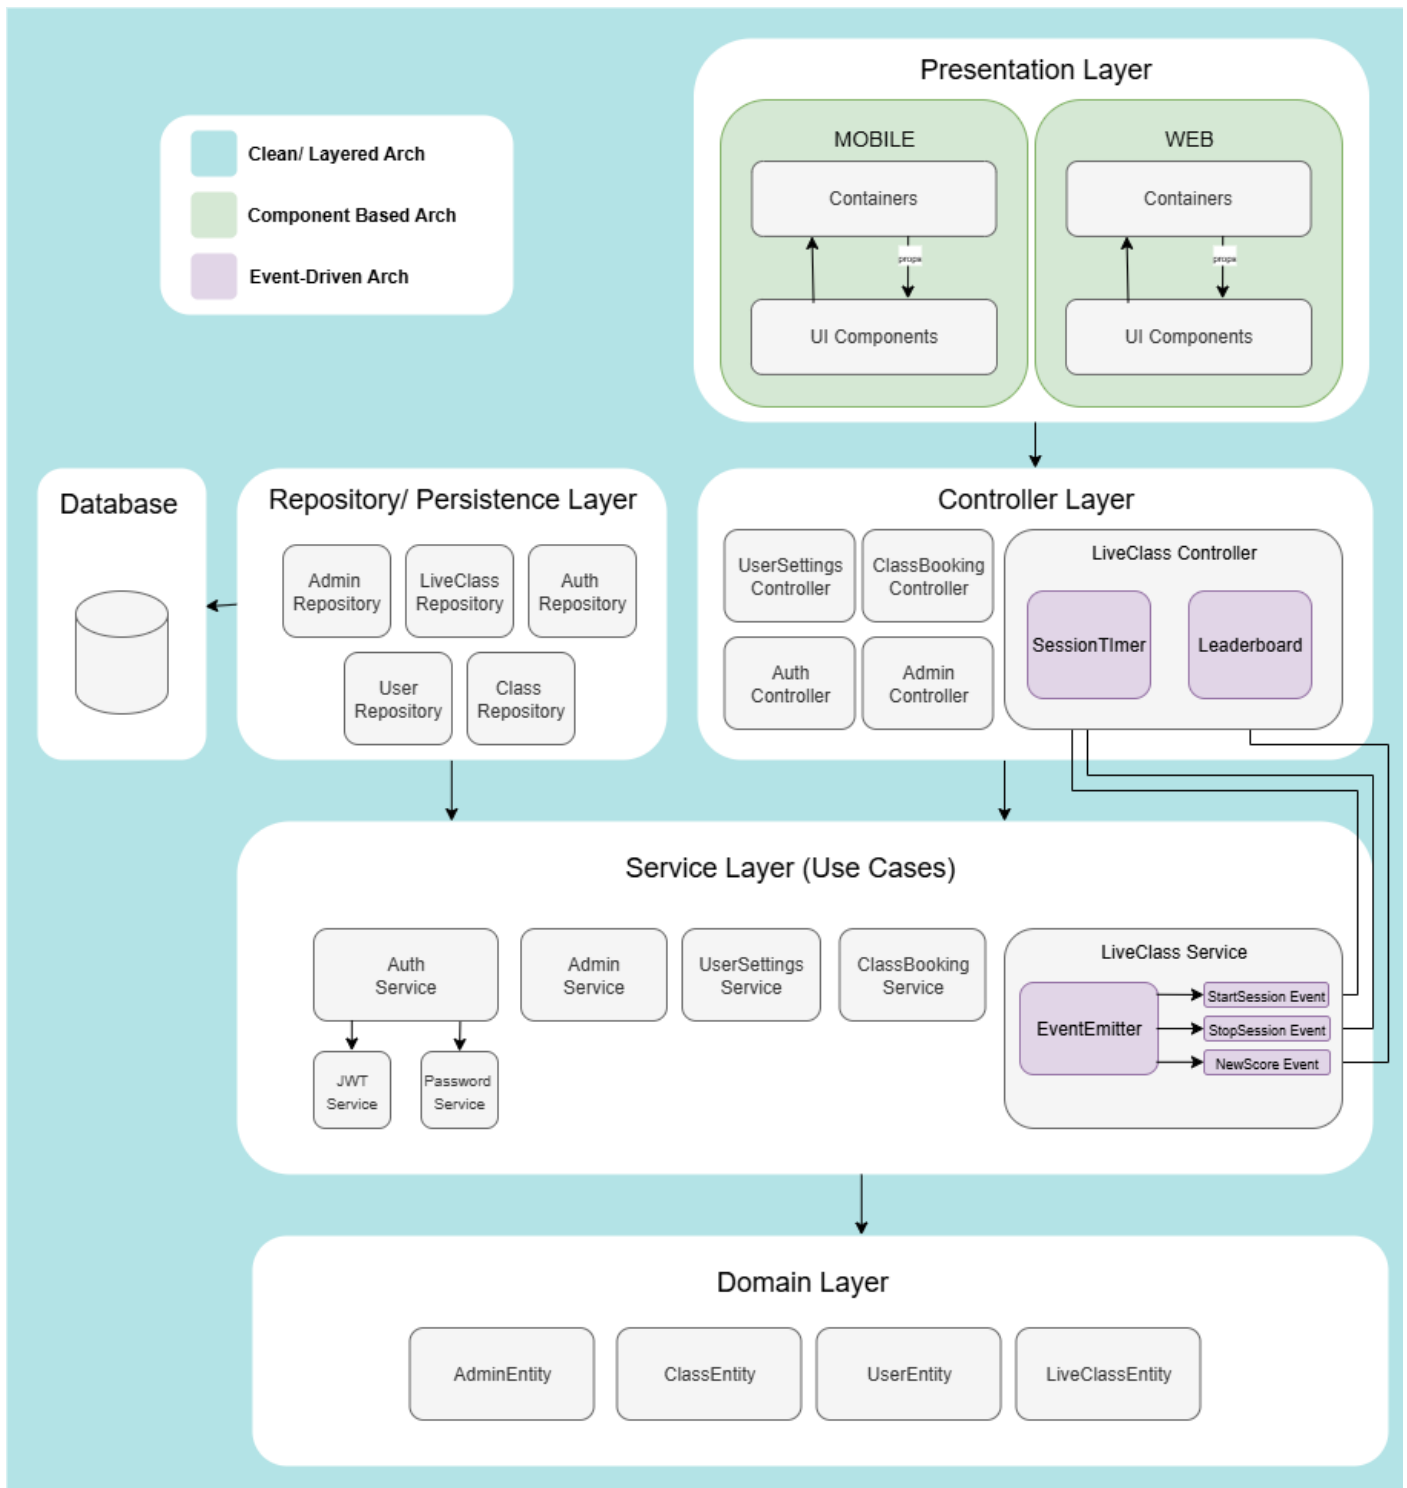 Presentation Layer
Clean/ Layered Arch
Component Based Arch
Event-Driven Arch
MOBILE
Containers
props
UI Components
WEB
Containers
props
UI Components
Database
Repository/ Persistence Layer
Admin
Repository
LiveClass
Repository
Auth
Repository
User
Repository
Class
Repository
Controller Layer
UserSettings
Controller
ClassBooking
Controller
Auth
Controller
Admin
Controller
LiveClass Controller
SessionTImer
Leaderboard
Service Layer (Use Cases)
Auth
Service
JWT
Service
Password
Service
Admin
Service
UserSettings
Service
ClassBooking
Service
LiveClass Service
EventEmitter
StartSession Event
StopSession Event
NewScore Event
Domain Layer
AdminEntity
ClassEntity
UserEntity
LiveClassEntity